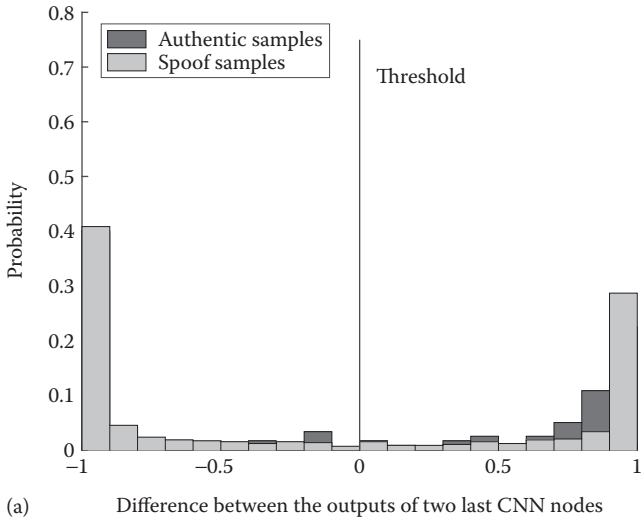 0.8
Authentic samples
Spoof samples
0.7
Threshold
0.6
0.5
Probability
0.4
0.3
0.2
0.1
0
−1
−0.5
0
0.5
1
(a)
Difference between the outputs of two last CNN nodes